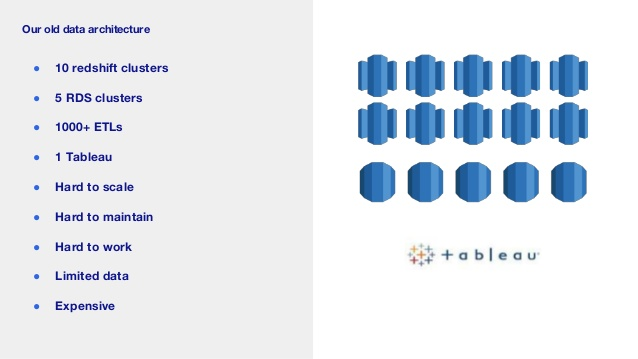 Our old data architecture
● 10 redshift clusters
● 5 RDS clusters
● 1000+ ETLs
● 1 Tableau
● Hard to scale
● Hard to maintain
● Hard to work
● Limited data
● Expensive
+ a b l e a u